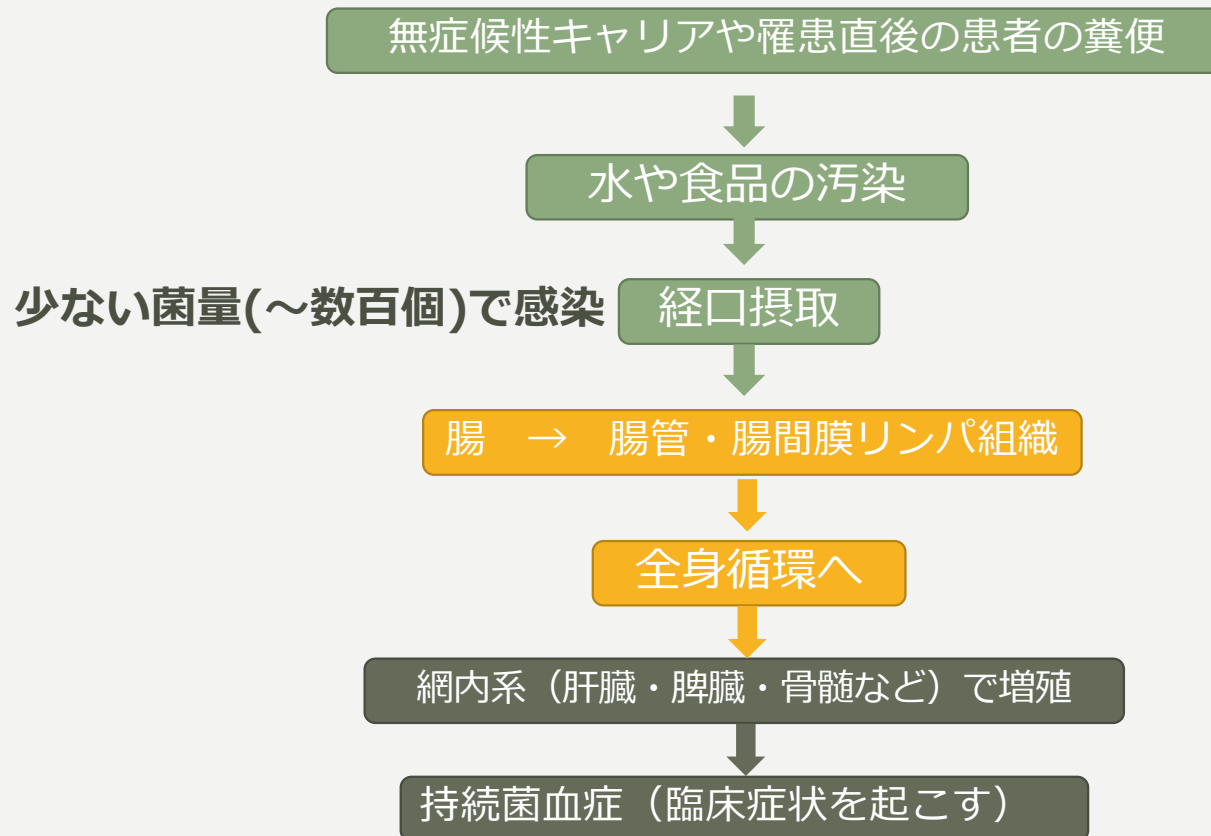 無症候性キャリアや罹患直後の患者の糞便
水や食品の汚染
少ない菌量(～数百個)で感染
経口摂取
腸　→　腸管・腸間膜リンパ組織
全身循環へ
網内系（肝臓・脾臓・骨髄など）で増殖
持続菌血症（臨床症状を起こす）